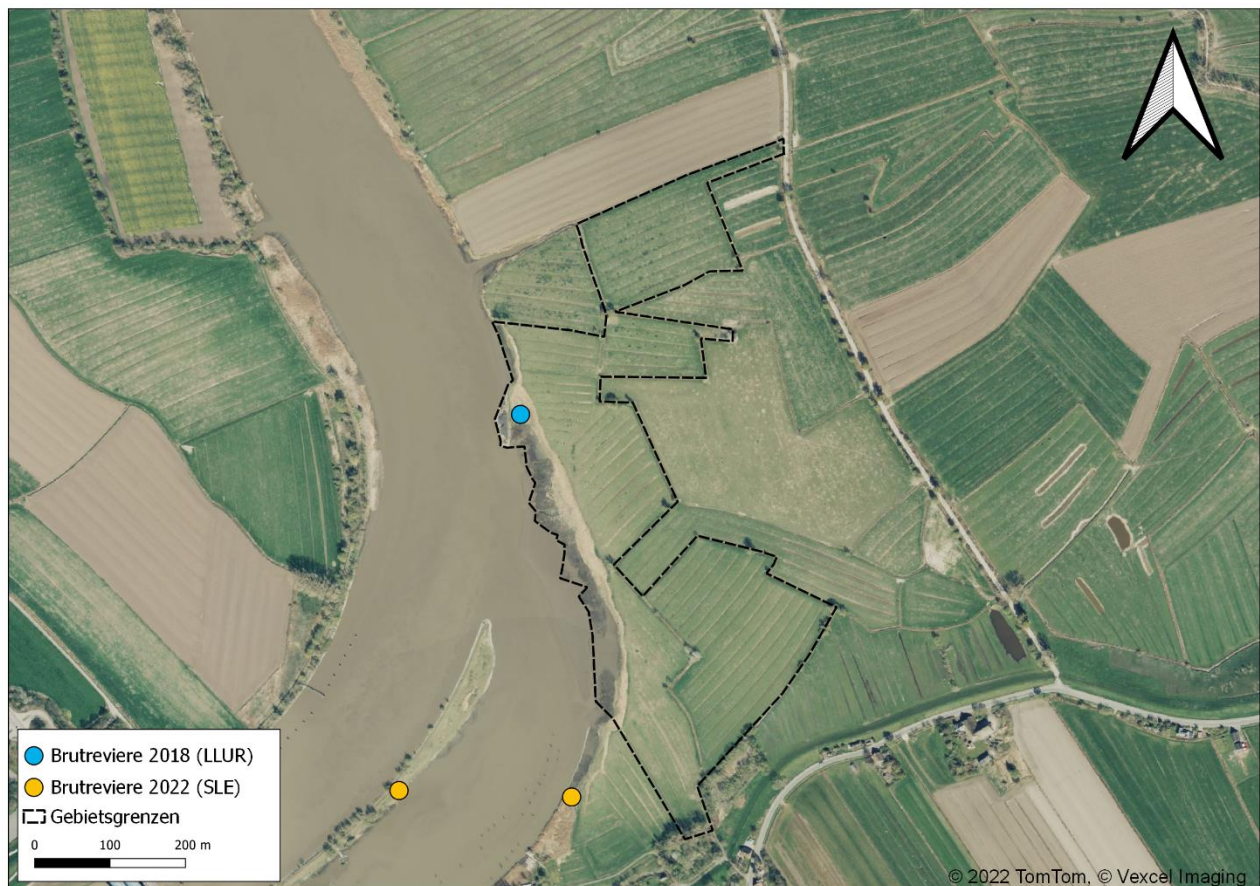 Brutreviere 2018 (LLUR)
Brutreviere 2022 (SLE)
Gebietsgrenzen
0 100 200 m
© 2022 TomTom, © Vexcel Imaging